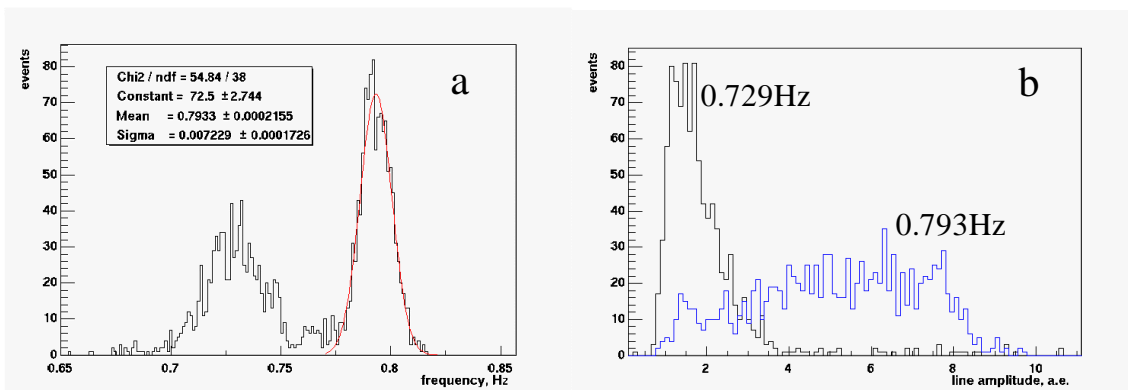 events
80
70
60
50
40
30
20
10
0
Chi2 / ndf = 54.84 / 38
Constant = 72.5 ± 2.744
Mean = 0.7933 ± 0.0002155
Sigma = 0.007229 ± 0.0001726
a
0.65 0.7 0.75 0.8 0.85
frequency, Hz
events
80
70
60
50
40
30
20
10
0
b
0.729Hz
0.793Hz
2 4 6 8 10
line amplitude, a.e.